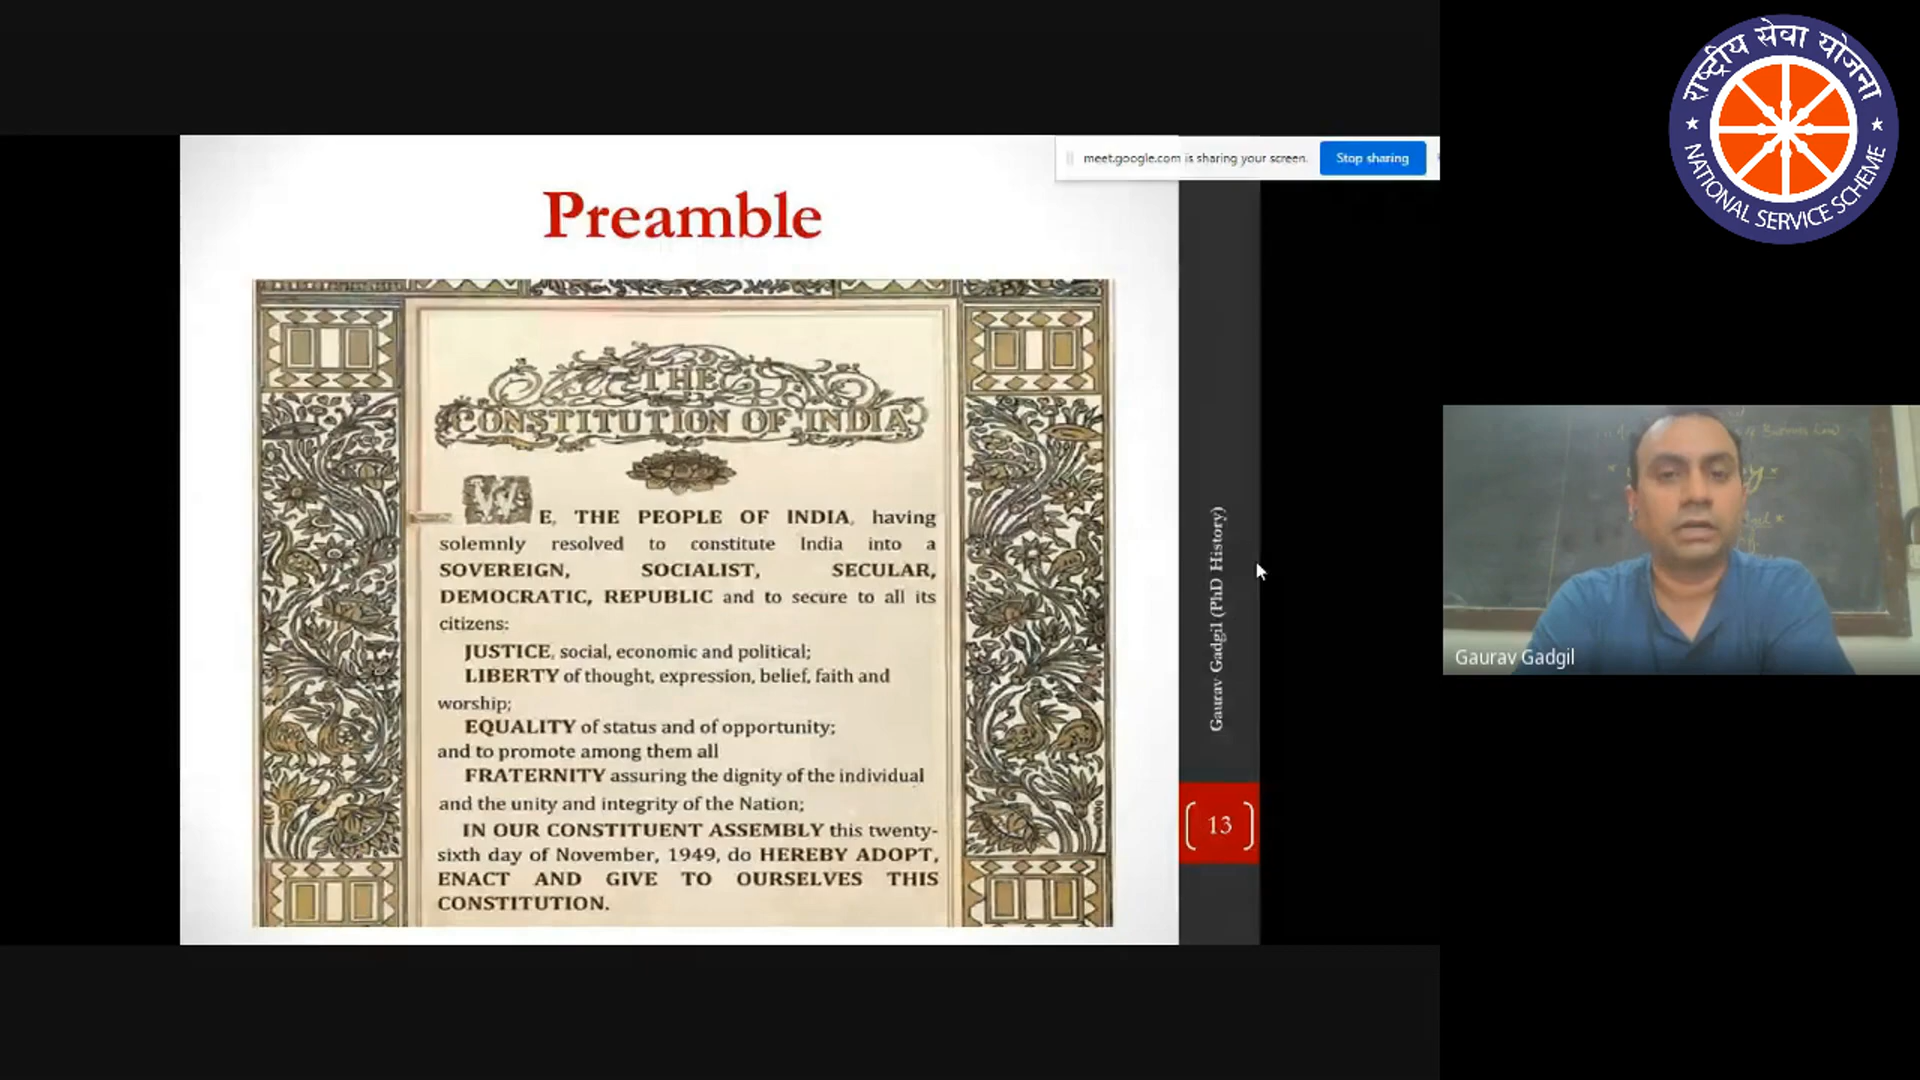 राष्ट्रीय सेवा योजना
NATIONAL SERVICE SCHEME
meet.google.com is sharing your screen.
Stop sharing
Preamble
THE
CONSTITUTION OF INDIA
WE, THE PEOPLE OF INDIA, having
solemnly resolved to constitute India into a
SOVEREIGN, SOCIALIST, SECULAR,
DEMOCRATIC, REPUBLIC and to secure to all its
citizens:
JUSTICE, social, economic and political;
LIBERTY of thought, expression, belief, faith and
worship;
EQUALITY of status and of opportunity;
and to promote among them all
FRATERNITY assuring the dignity of the individual
and the unity and integrity of the Nation;
IN OUR CONSTITUENT ASSEMBLY this twenty-
sixth day of November, 1949, do HEREBY ADOPT,
ENACT AND GIVE TO OURSELVES THIS
CONSTITUTION.
Gaurav Gadgil (PhD History)
13
Gaurav Gadgil